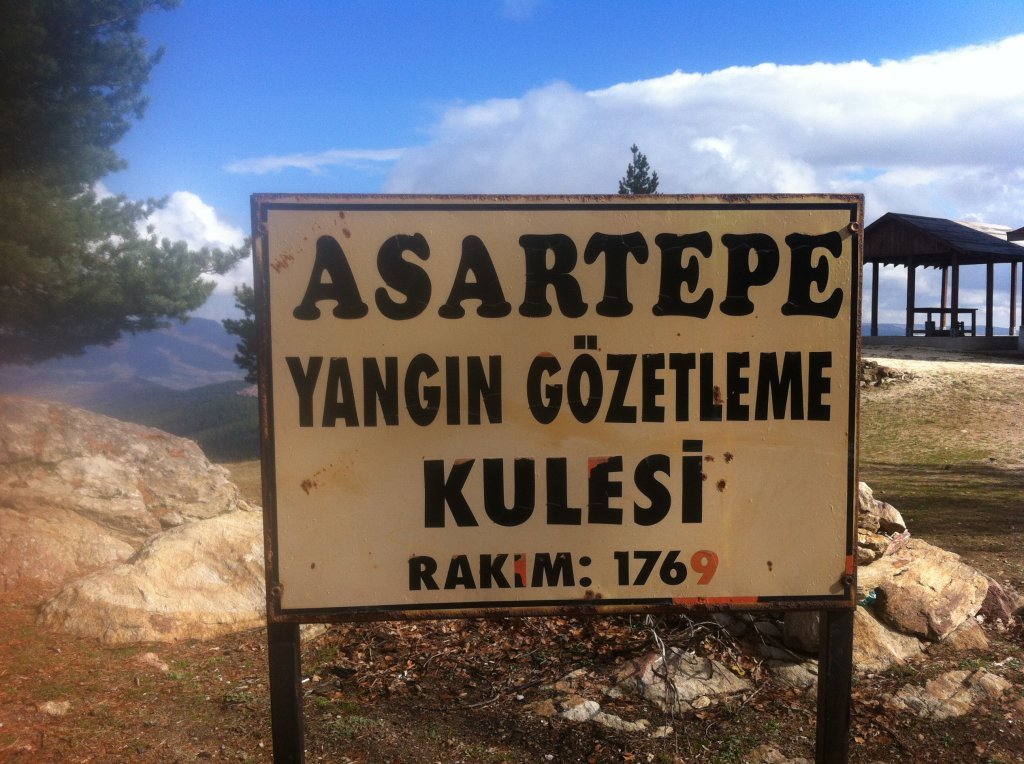 ASARTEPE
YANGIN GÖZETLEME
KULESİ
RAKIM: 1769